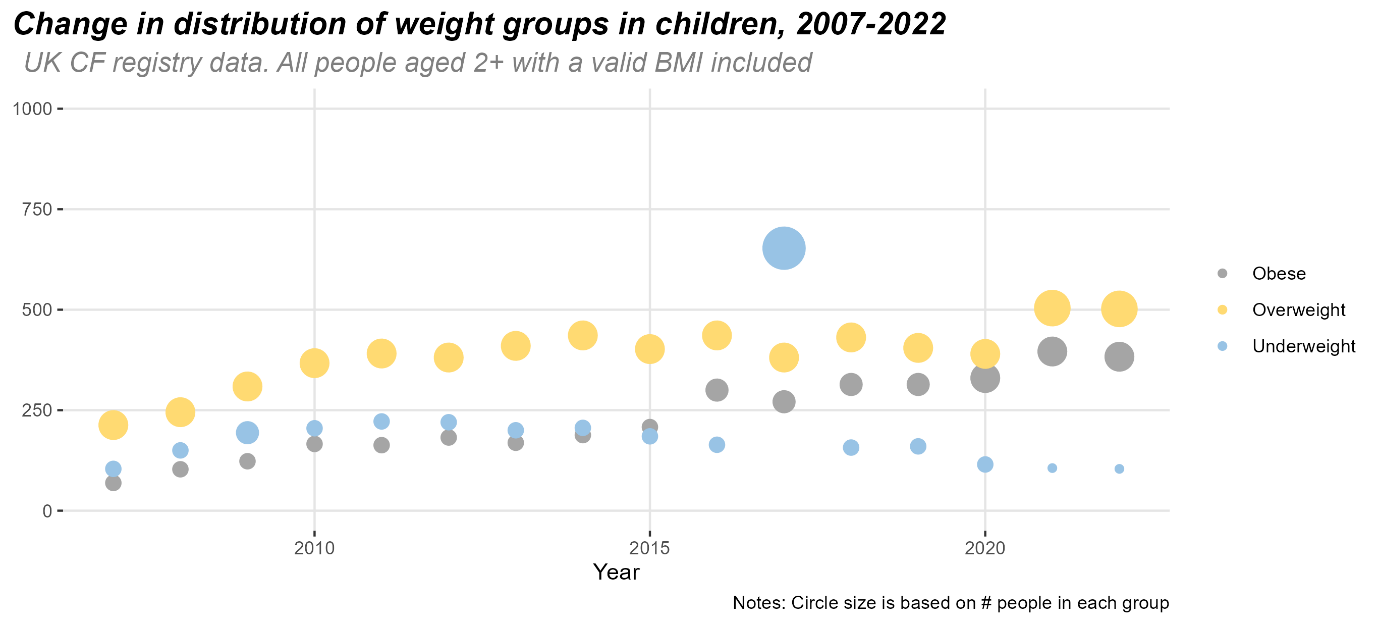 Change in distribution of weight groups in children, 2007-2022
UK CF registry data. All people aged 2+ with a valid BMI included
1000
750
500
250
0
2010
2015
2020
Year
Obese
Overweight
Underweight
Notes: Circle size is based on # people in each group